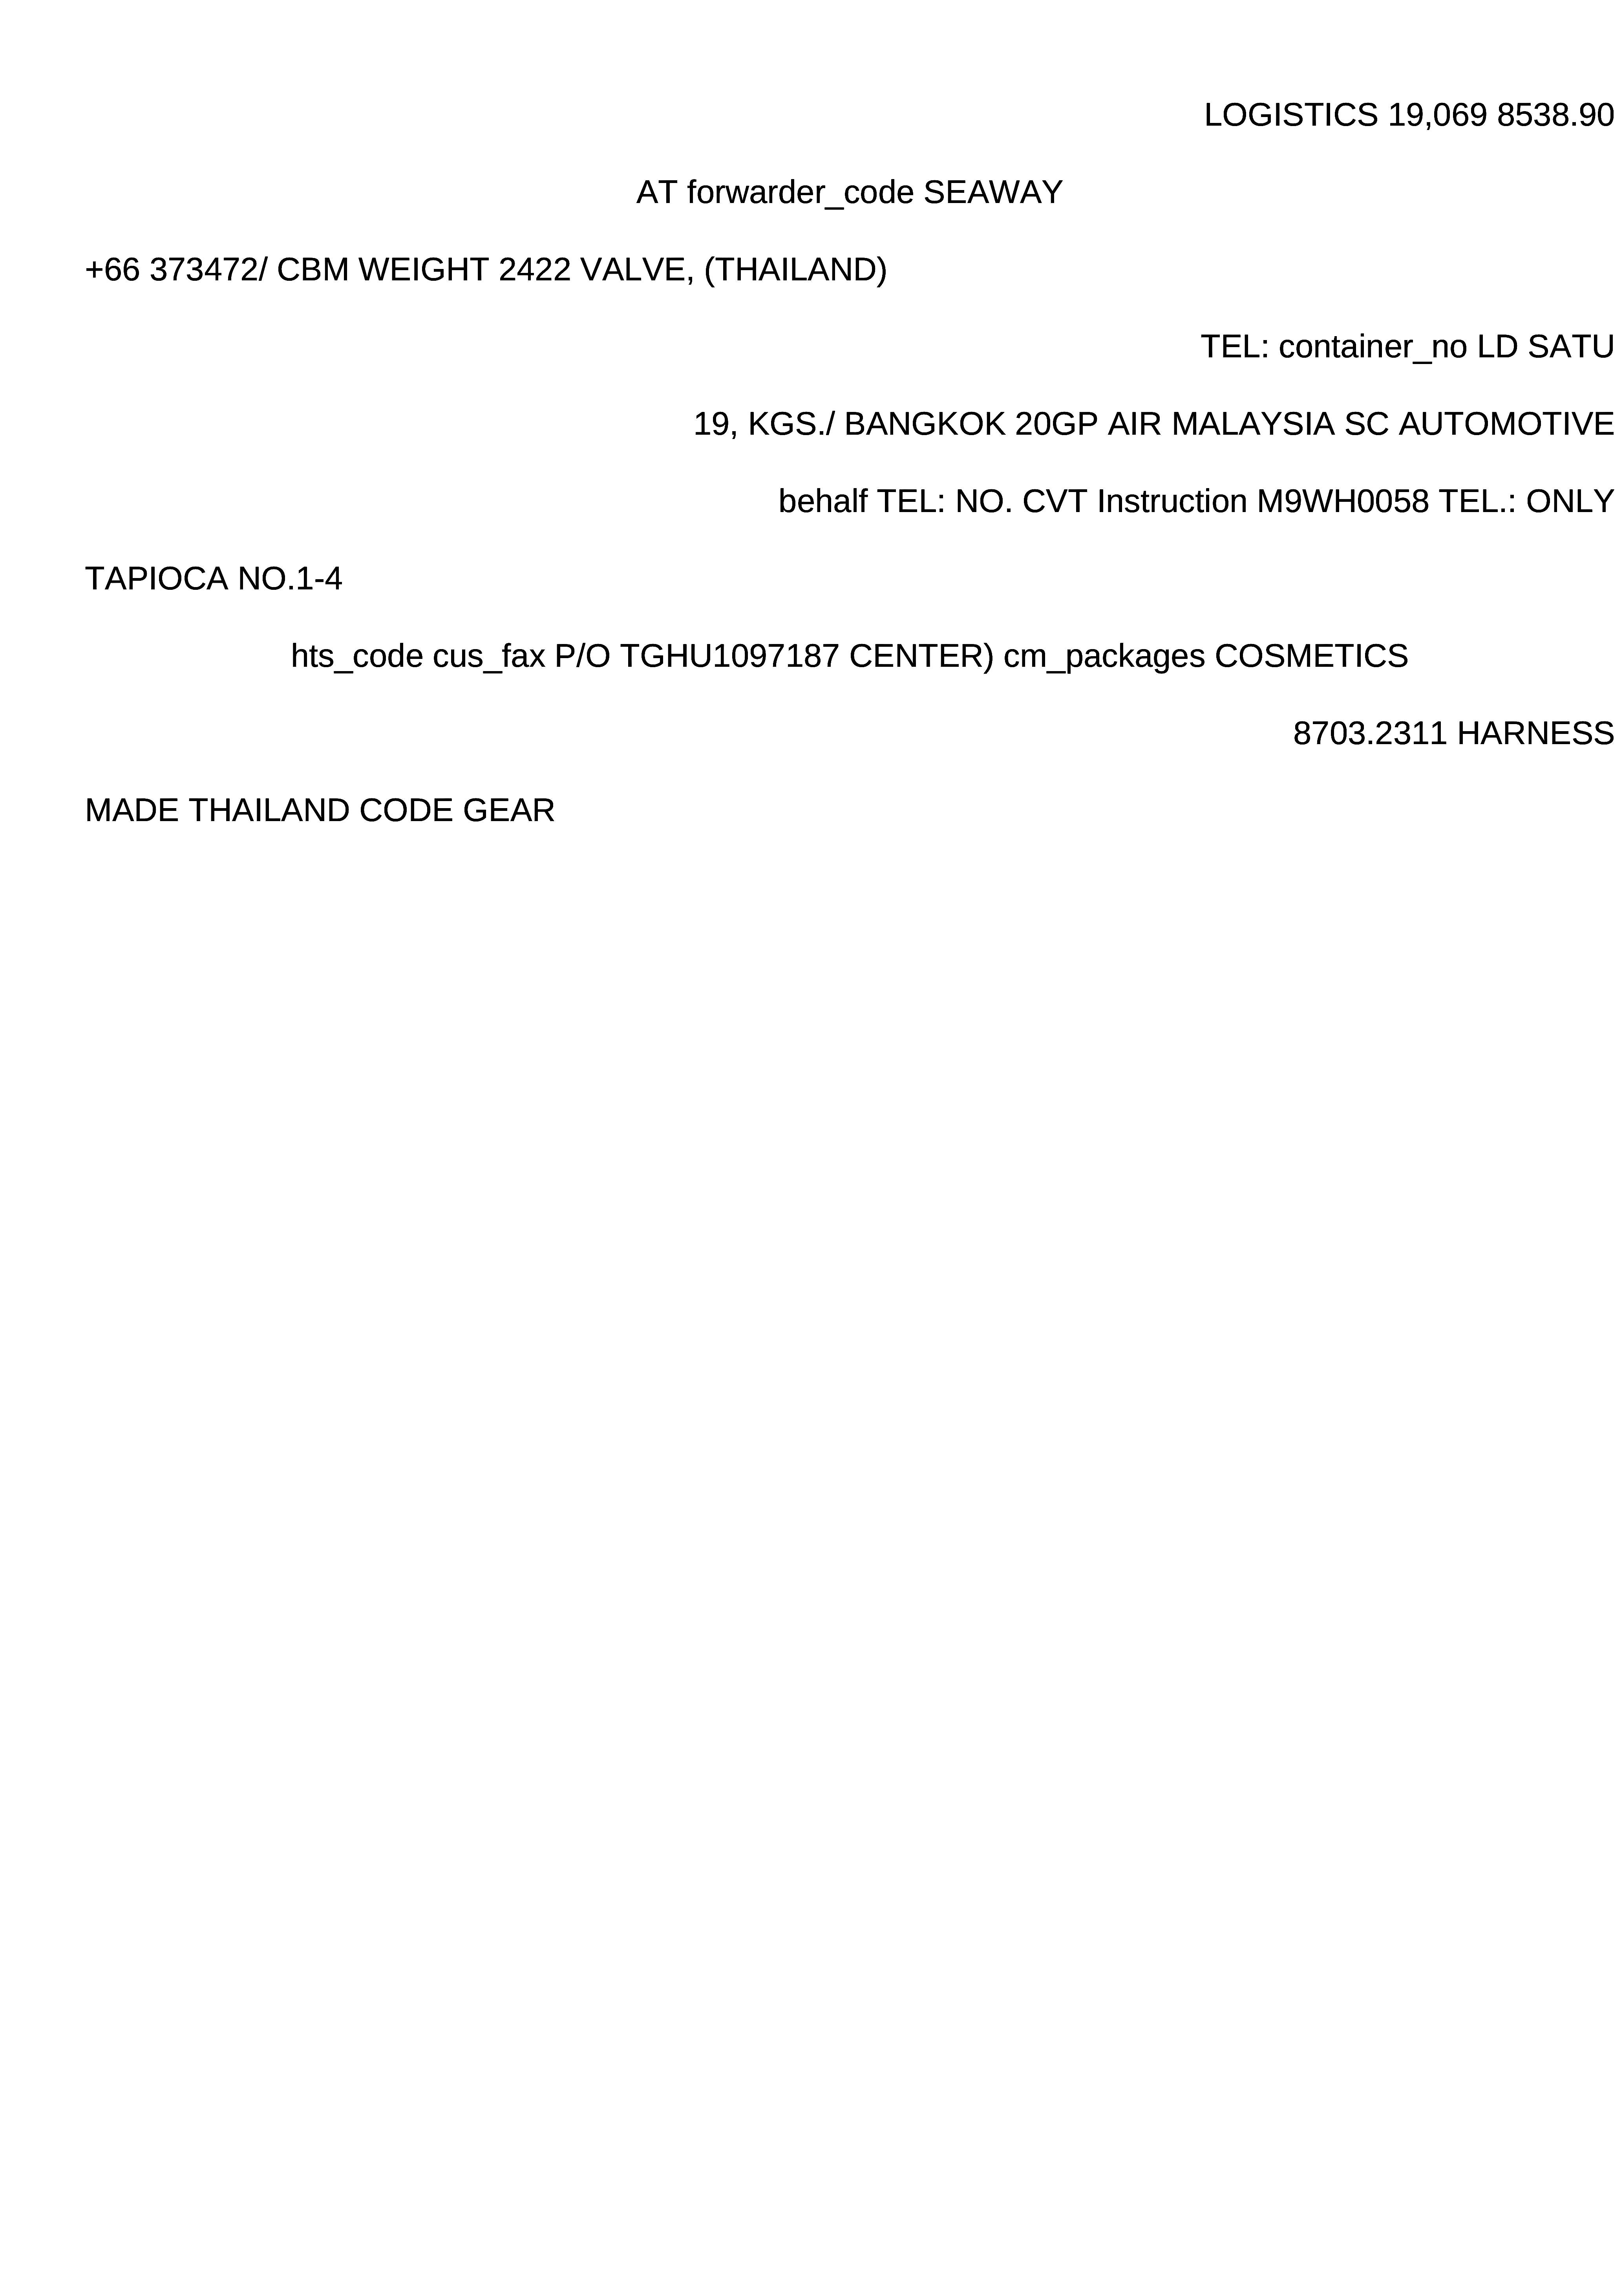 LOGISTICS 19,069 8538.90
AT forwarder_code SEAWAY
+66 373472/ CBM WEIGHT 2422 VALVE, (THAILAND)
TEL: container_no LD SATU
19, KGS./ BANGKOK 20GP AIR MALAYSIA SC AUTOMOTIVE
behalf TEL: NO. CVT Instruction M9WH0058 TEL.: ONLY
TAPIOCA NO.1-4
hts_code cus_fax P/O TGHU1097187 CENTER) cm_packages COSMETICS
8703.2311 HARNESS
MADE THAILAND CODE GEAR